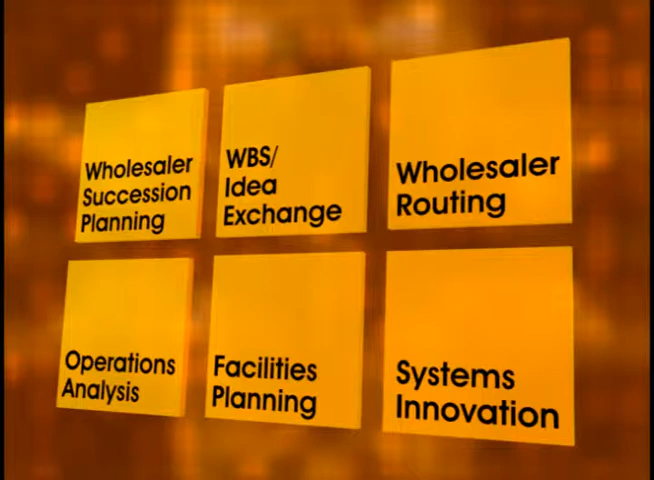 Wholesaler
Succession
Planning
WBS/
Idea
Exchange
Wholesaler
Routing
Operations
Analysis
Facilities
Planning
Systems
Innovation